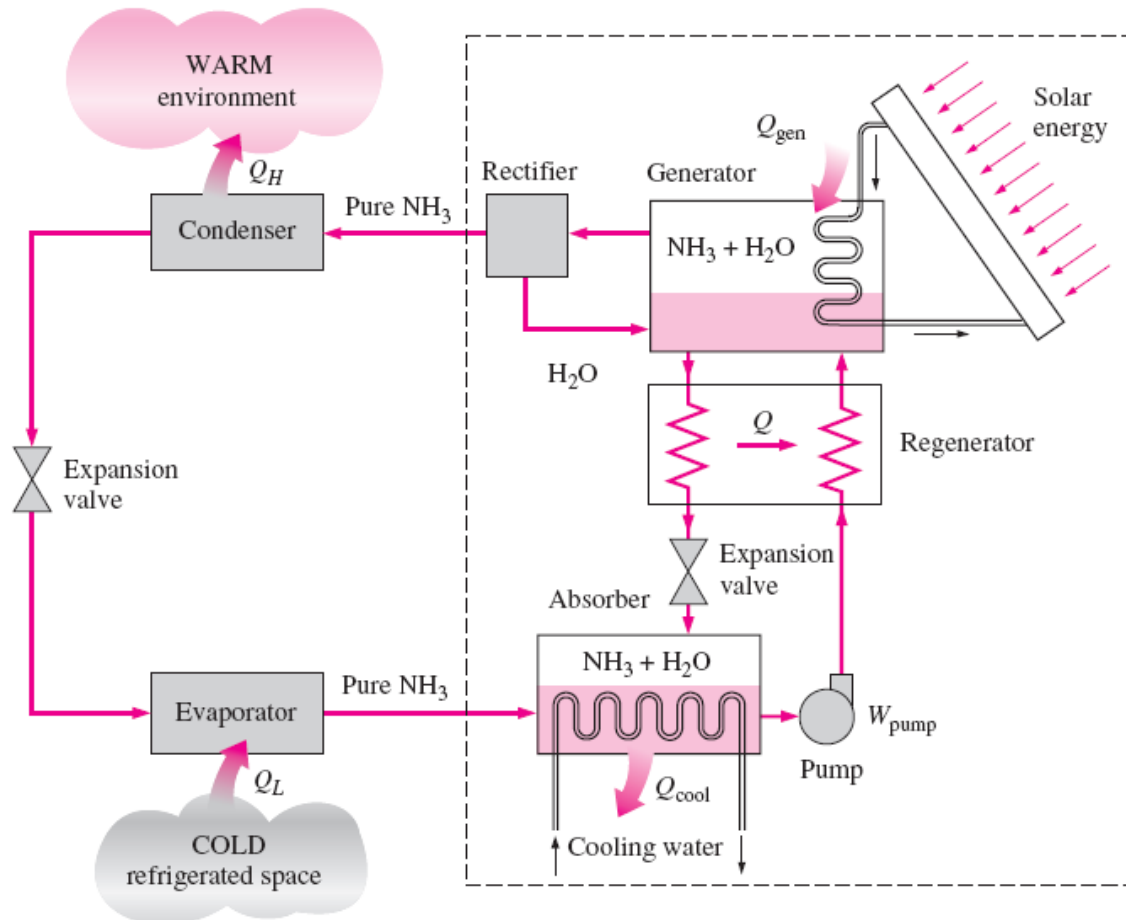 WARM
environment
Q_H
Condenser
Pure NH₃
Rectifier
Generator
Q_gen
Solar
energy
NH₃ + H₂O
H₂O
Q
Regenerator
Expansion
valve
Expansion
valve
Absorber
NH₃ + H₂O
Pure NH₃
Evaporator
W_pump
Pump
Q_L
Q_cool
Cooling water
COLD
refrigerated space